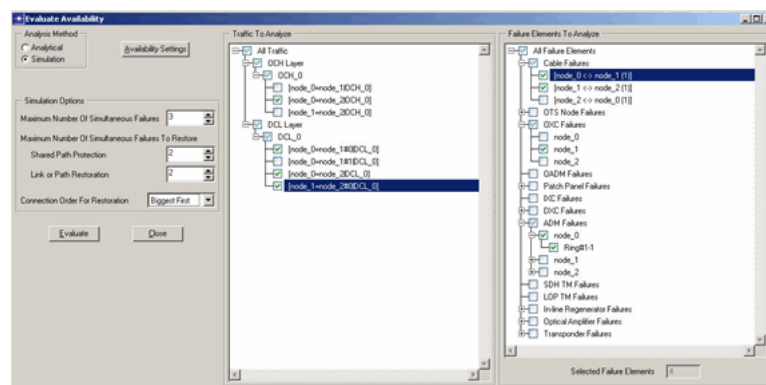 Evaluate Availability
Analysis Method
Analytical
Simulation
Availability Settings
Simulation Options
Maximum Number Of Simultaneous Failures 3
Maximum Number Of Simultaneous Failures To Restore
Shared Path Protection 2
Link or Path Restoration 2
Connection Order For Restoration Biggest First
Evaluate Close
Traffic To Analyze
All Traffic
OCH Layer
OCH_0
[node_0=node_1|OCH_0]
[node_0=node_2|OCH_0]
[node_1=node_2|OCH_0]
DCL Layer
DCL_0
[node_0=node_1#0|DCL_0]
[node_0=node_1#1|DCL_0]
[node_0=node_2|DCL_0]
[node_1=node_2#0|DCL_0]
Failure Elements To Analyze
All Failure Elements
Cable Failures
[node_0 <-> node_1 (1)]
[node_1 <-> node_2 (1)]
[node_2 <-> node_0 (1)]
OTS Node Failures
OXC Failures
node_0
node_1
node_2
OADM Failures
Patch Panel Failures
IXC Failures
DXC Failures
ADM Failures
node_0
Ring#1-1
node_1
node_2
SDH TM Failures
LOP TM Failures
In-line Regenerator Failures
Optical Amplifier Failures
Transponder Failures
Selected Failure Elements 4